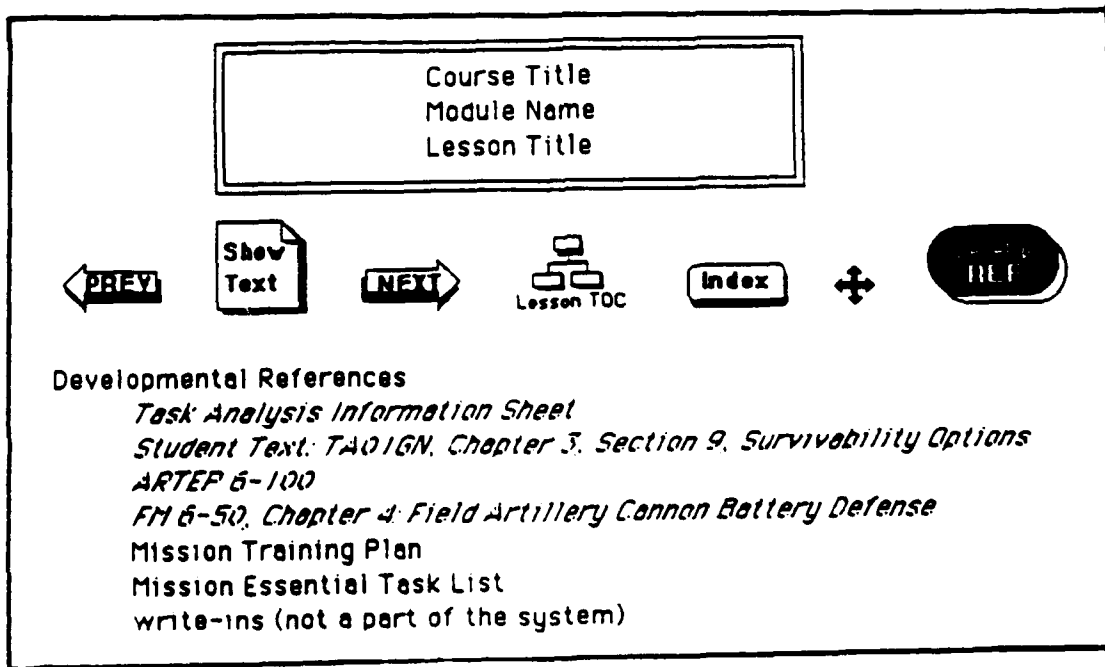 Course Title
Module Name
Lesson Title
PREV
Show
Text
NEXT
Lesson TOC
Index
REF
Developmental References
Task Analysis Information Sheet
Student Text: TAO1GN, Chapter 3, Section 9, Survivability Options
ARTEP 6-100
FM 6-50, Chapter 4: Field Artillery Cannon Battery Defense
Mission Training Plan
Mission Essential Task List
write-ins (not a part of the system)